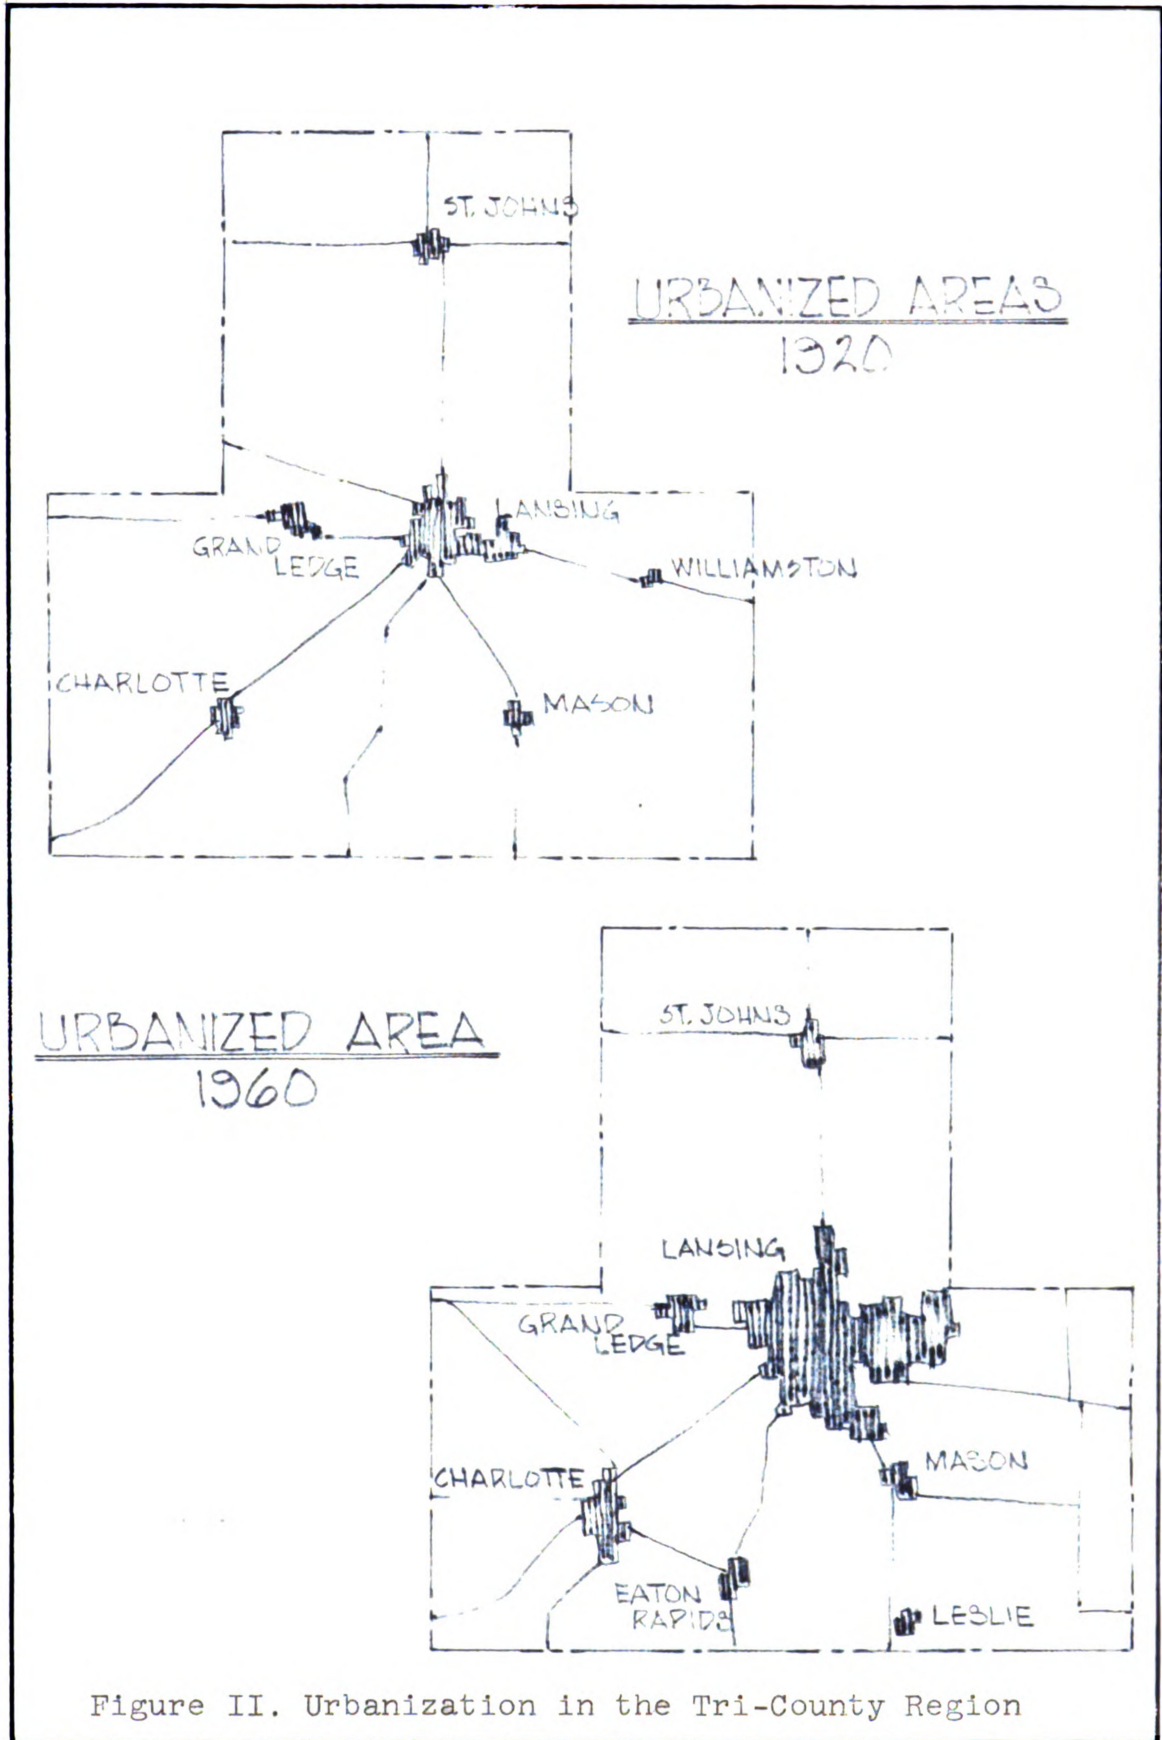 ST. JOHNS
URBANIZED AREAS
1920
LANSING
GRAND
LEDGE
WILLIAMSTON
CHARLOTTE
MASON
URBANIZED AREA
1960
ST. JOHNS
LANSING
GRAND
LEDGE
CHARLOTTE
MASON
EATON
RAPIDS
LESLIE
Figure II. Urbanization in the Tri-County Region